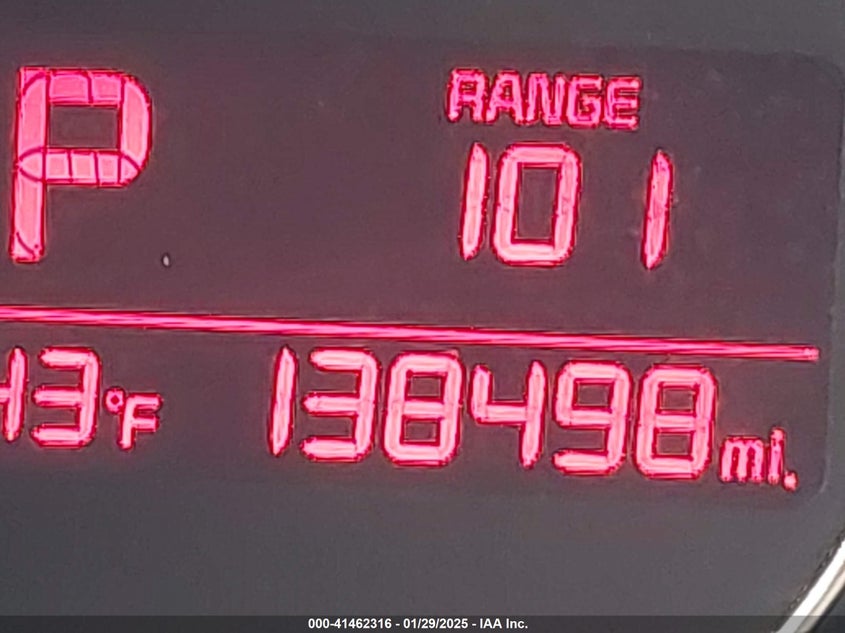 P
RANGE
101
43°F 138498 mi.
000-41462316 - 01/29/2025 - IAA Inc.